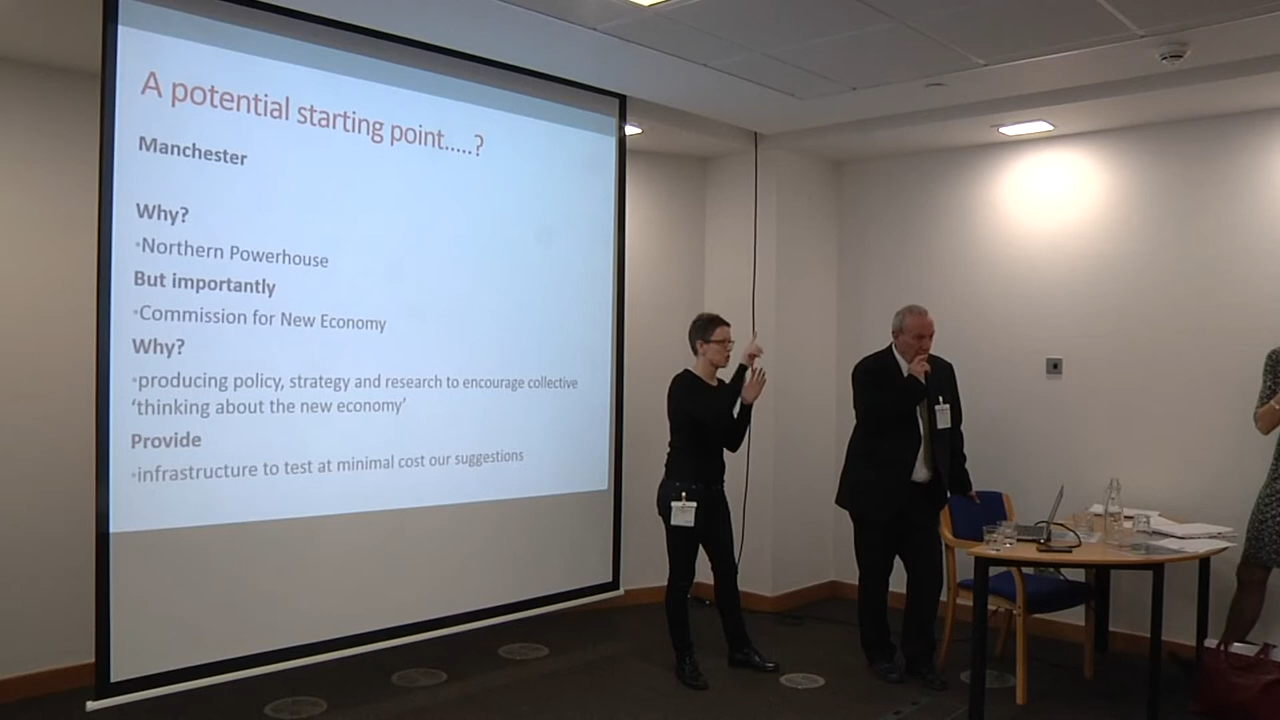 A potential starting point.....?
Manchester
Why?
•Northern Powerhouse
But importantly
•Commission for New Economy
Why?
•producing policy, strategy and research to encourage collective
‘thinking about the new economy’
Provide
•infrastructure to test at minimal cost our suggestions